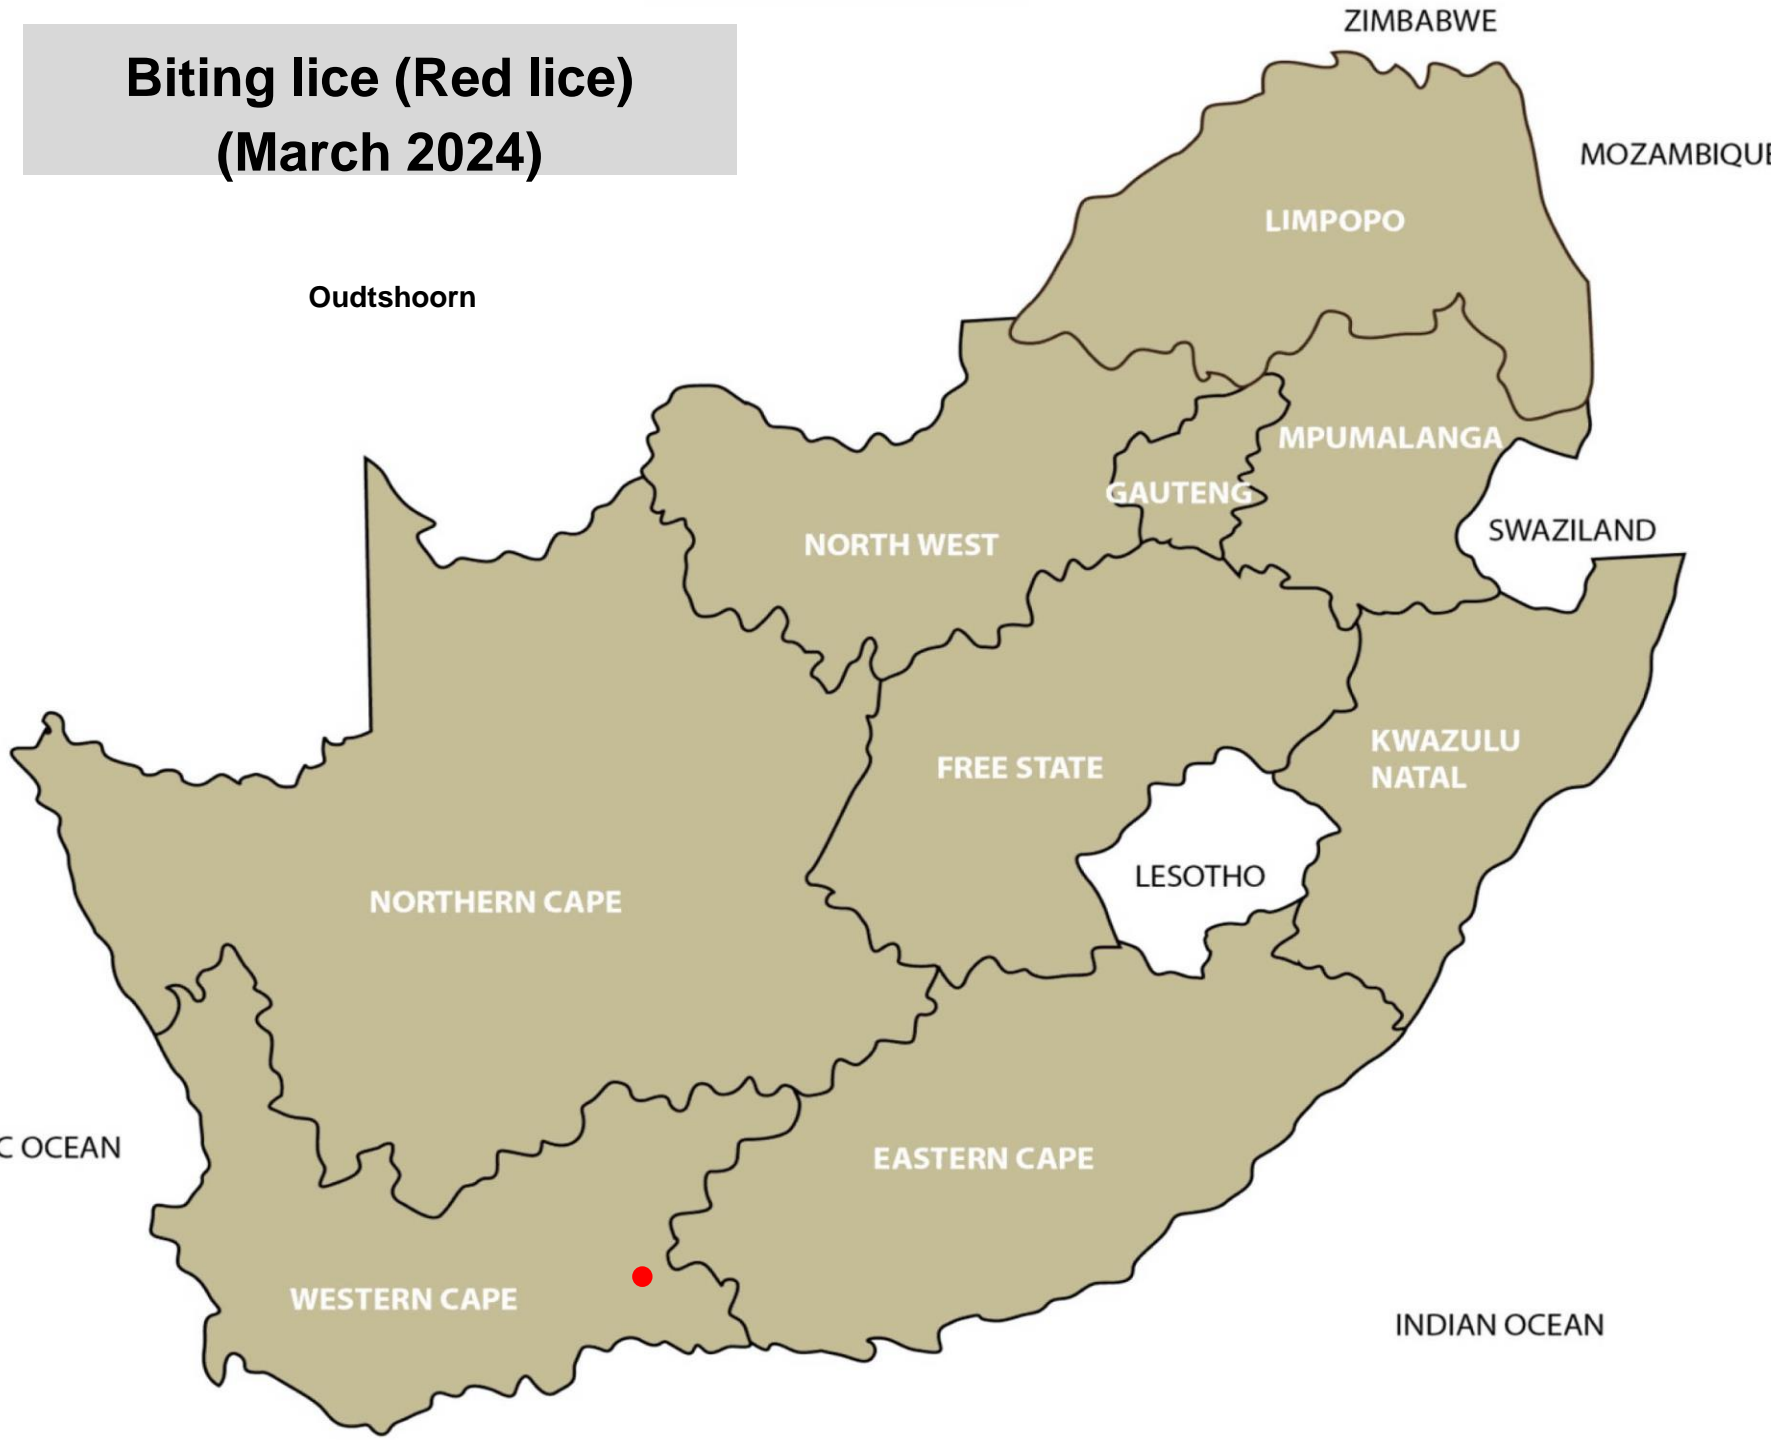 ZIMBABWE
Biting lice (Red lice)
(March 2024)
MOZAMBIQUE
LIMPOPO
Oudtshoorn
MPUMALANGA
GAUTENG
SWAZILAND
NORTH WEST
KWAZULU
NATAL
FREE STATE
LESOTHO
NORTHERN CAPE
C OCEAN
EASTERN CAPE
WESTERN CAPE
INDIAN OCEAN